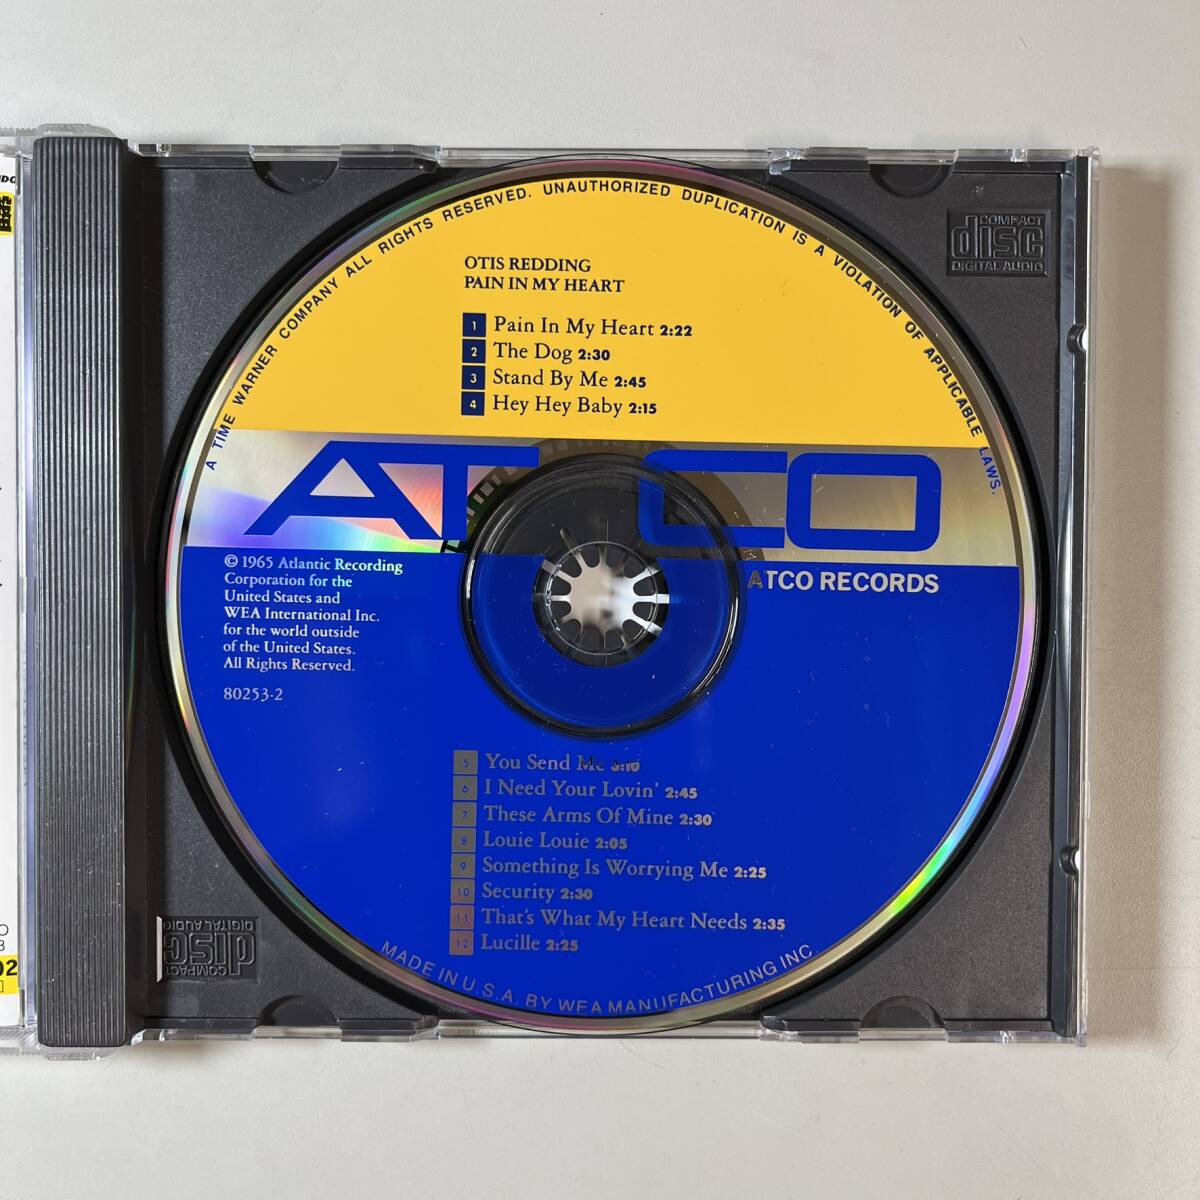 A TIME WARNER COMPANY ALL RIGHTS RESERVED. UNAUTHORIZED DUPLICATION IS A VIOLATION OF APPLICABLE LAWS.
OTIS REDDING
PAIN IN MY HEART
1 Pain In My Heart 2:22
2 The Dog 2:30
3 Stand By Me 2:45
4 Hey Hey Baby 2:15
ATCO
ATCO RECORDS
© 1965 Atlantic Recording
Corporation for the
United States and
WEA International Inc.
for the world outside
of the United States.
All Rights Reserved.
80253-2
5 You Send Me 3:10
6 I Need Your Lovin' 2:45
7 These Arms Of Mine 2:30
8 Louie Louie 2:05
9 Something Is Worrying Me 2:25
10 Security 2:30
11 That's What My Heart Needs 2:35
12 Lucille 2:25
MADE IN U.S.A. BY WEA MANUFACTURING INC.
COMPACT
disc
DIGITAL AUDIO
COMPACT
disc
DIGITAL AUDIO